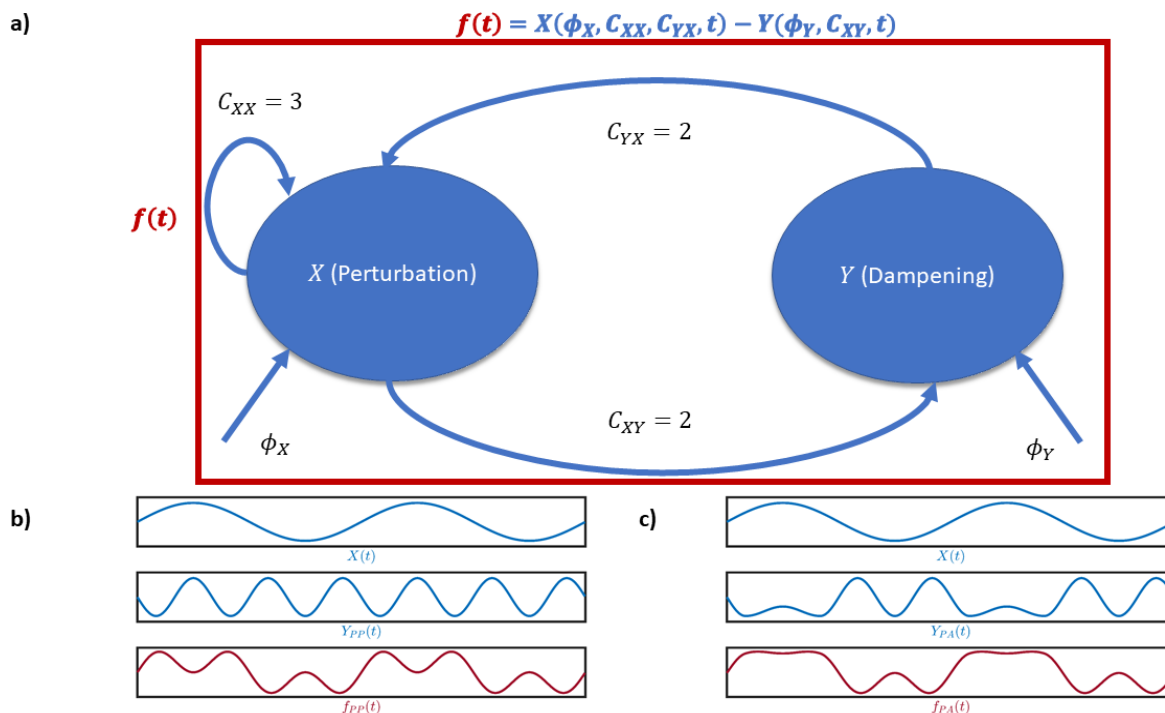 a)
f(t) = X(ϕ_X, C_XX, C_YX, t) − Y(ϕ_Y, C_XY, t)
C_XX = 3
C_YX = 2
f(t)
X (Perturbation)
Y (Dampening)
C_XY = 2
ϕ_X
ϕ_Y
b)
X(t)
Y_PP(t)
f_PP(t)
c)
X(t)
Y_PA(t)
f_PA(t)